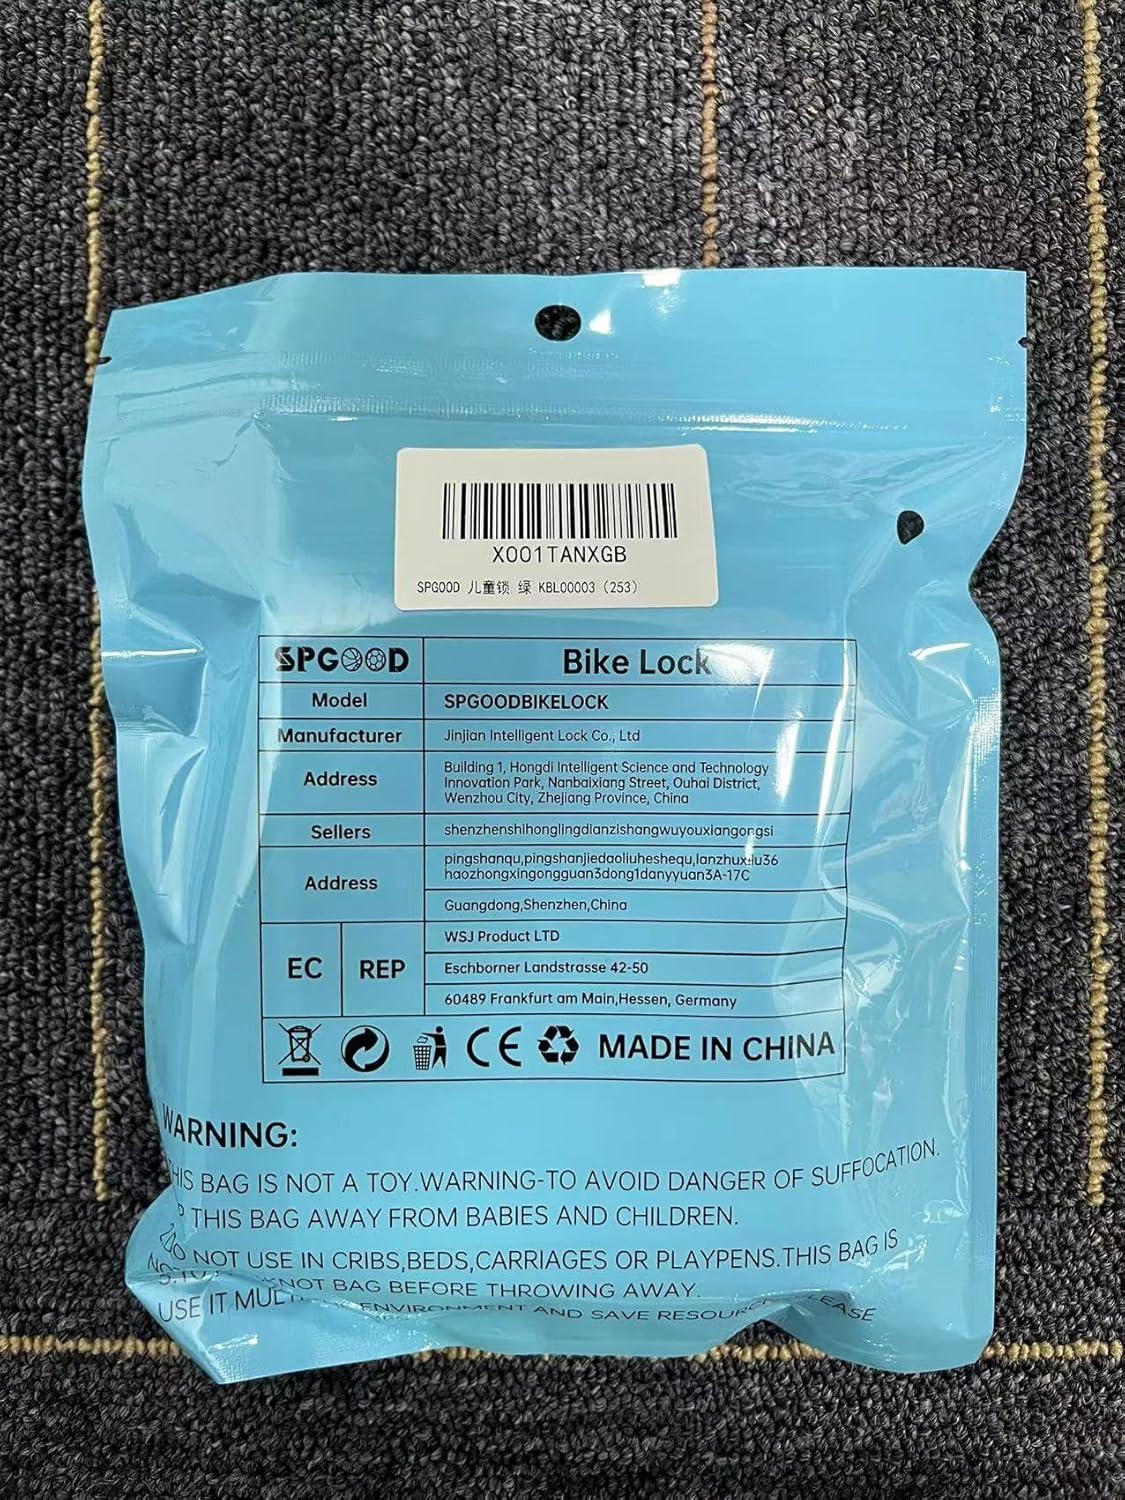 X001TANXGB
SPGOOD 儿童锁 绿 KBL00003 (253)
SPGOOD Bike Lock
Model SPGOODBIKELOCK
Manufacturer Jinjian Intelligent Lock Co., Ltd
Address
Building 1, Hongdi Intelligent Science and Technology
Innovation Park, Nanbaixiang Street, Ouhai District,
Wenzhou City, Zhejiang Province, China
Sellers shenzhenshihonglingdianzishangwuyouxiangongsi
Address
pingshanqu,pingshanjiedaoliuheshequ,lanzhuxilu36
haozhongxingongguan3dong1danyyuan3A-17C
Guangdong,Shenzhen,China
EC REP
WSJ Product LTD
Eschborner Landstrasse 42-50
60489 Frankfurt am Main,Hessen, Germany
CE MADE IN CHINA
WARNING:
THIS BAG IS NOT A TOY.WARNING-TO AVOID DANGER OF SUFFOCATION.
THIS BAG AWAY FROM BABIES AND CHILDREN.
DO NOT USE IN CRIBS,BEDS,CARRIAGES OR PLAYPENS.THIS BAG IS
KNOT BAG BEFORE THROWING AWAY.
USE IT ENVIRONMENT AND SAVE